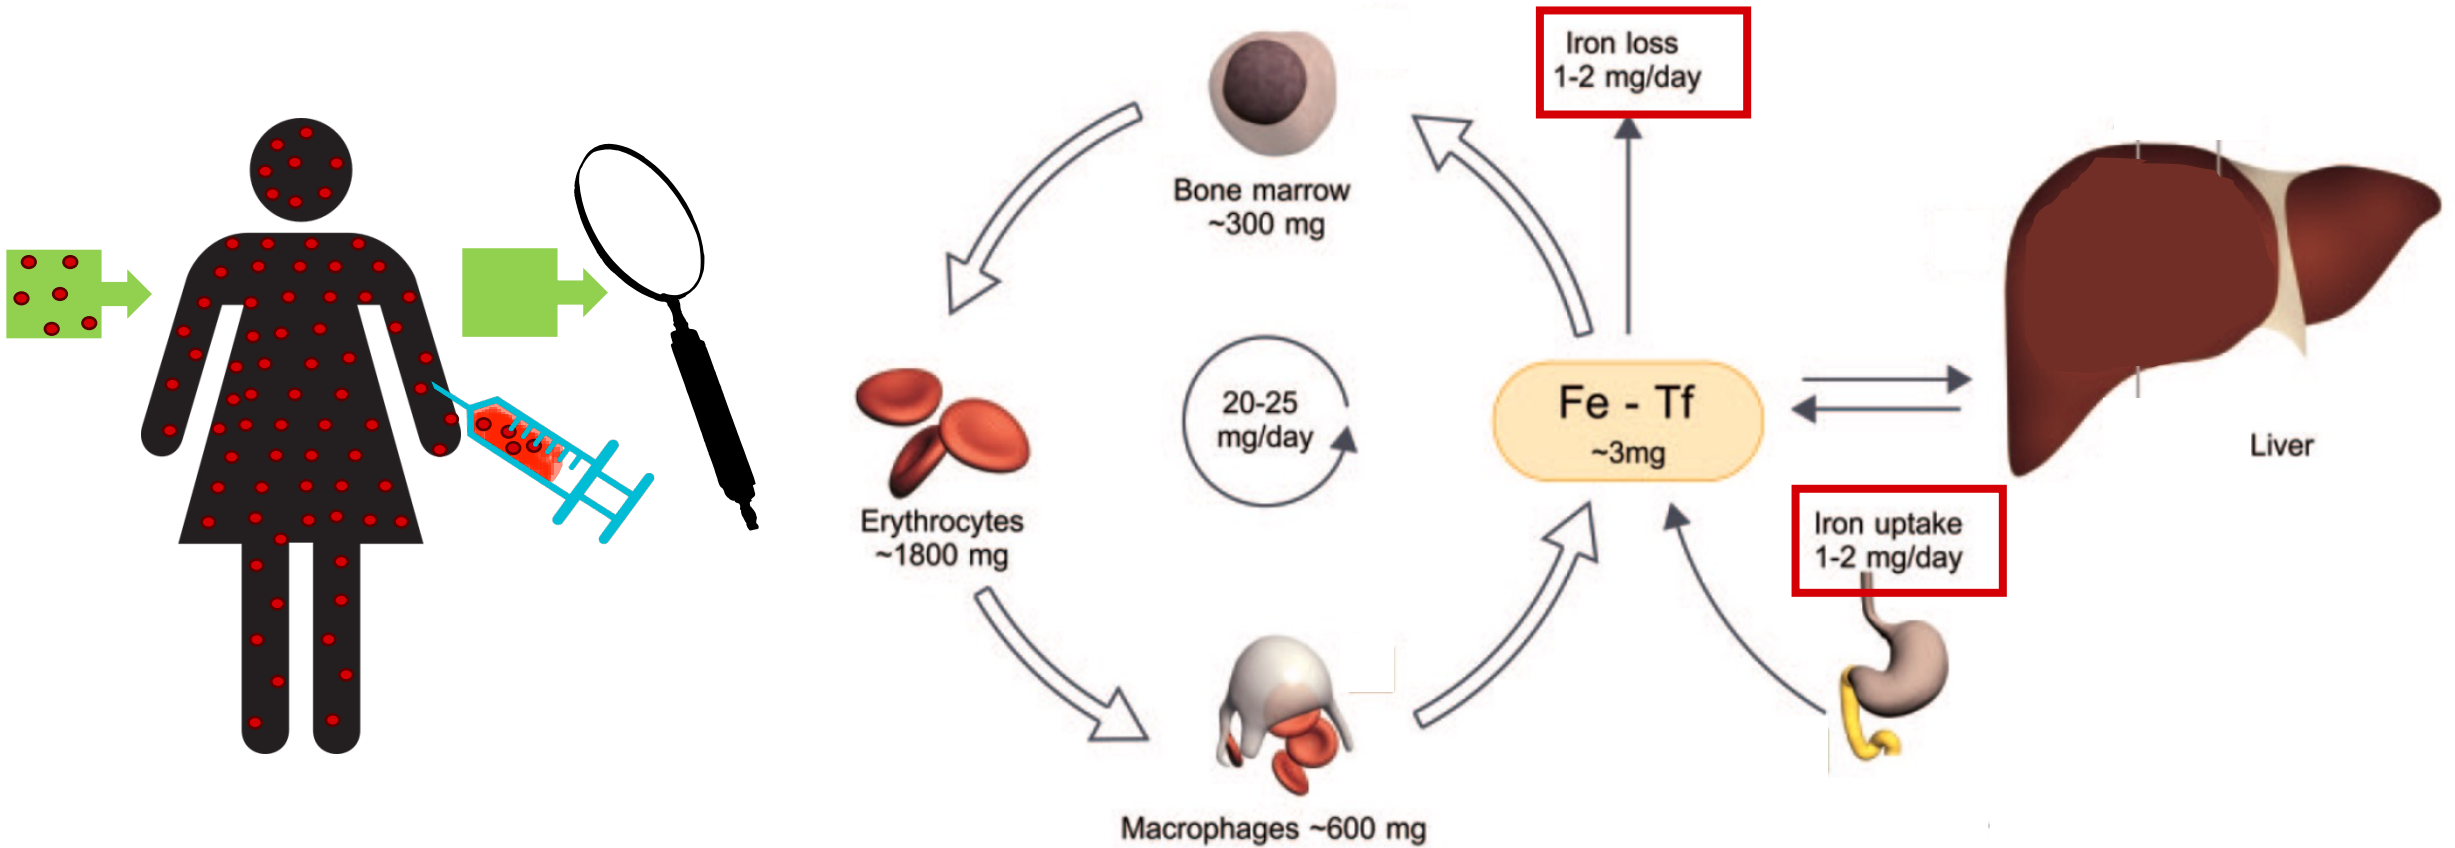 Iron loss
1-2 mg/day
Bone marrow
~300 mg
20-25
mg/day
Fe - Tf
~3mg
Liver
Erythrocytes
~1800 mg
Iron uptake
1-2 mg/day
Macrophages ~600 mg